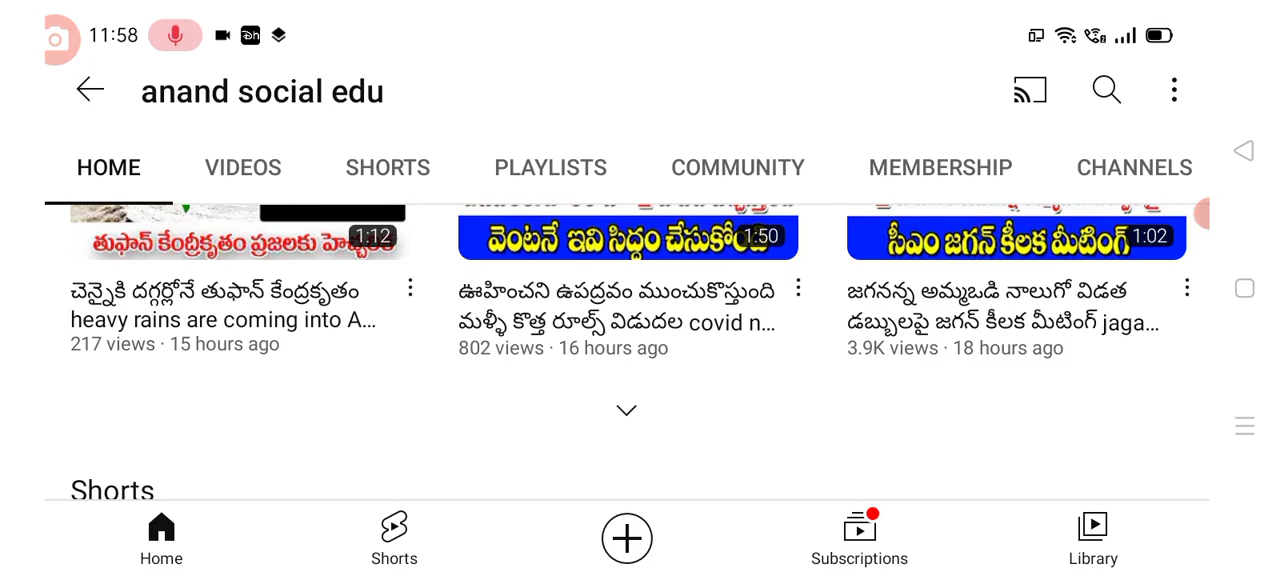 11:58
anand social edu
HOME VIDEOS SHORTS PLAYLISTS COMMUNITY MEMBERSHIP CHANNELS
తుఫాన్ కేంద్రీకృతం ప్రజలకు 1:12
వెంటనే ఇవి సిద్ధం 1:50
సీఎం జగన్ కీలక మీటింగ్ 1:02
చెన్నైకి దగ్గర్లోనే తుఫాన్ కేంద్రకృతం
heavy rains are coming into A...
217 views · 15 hours ago
ఊహించని ఉపద్రవం ముంచుకొస్తుంది
మళ్ళీ కొత్త రూల్స్ విడుదల covid n...
802 views · 16 hours ago
జగనన్న అమ్మఒడి నాలుగో విడత
డబ్బులపై జగన్ కీలక మీటింగ్ jaga...
3.9K views · 18 hours ago
Shorts
Home Shorts Subscriptions Library